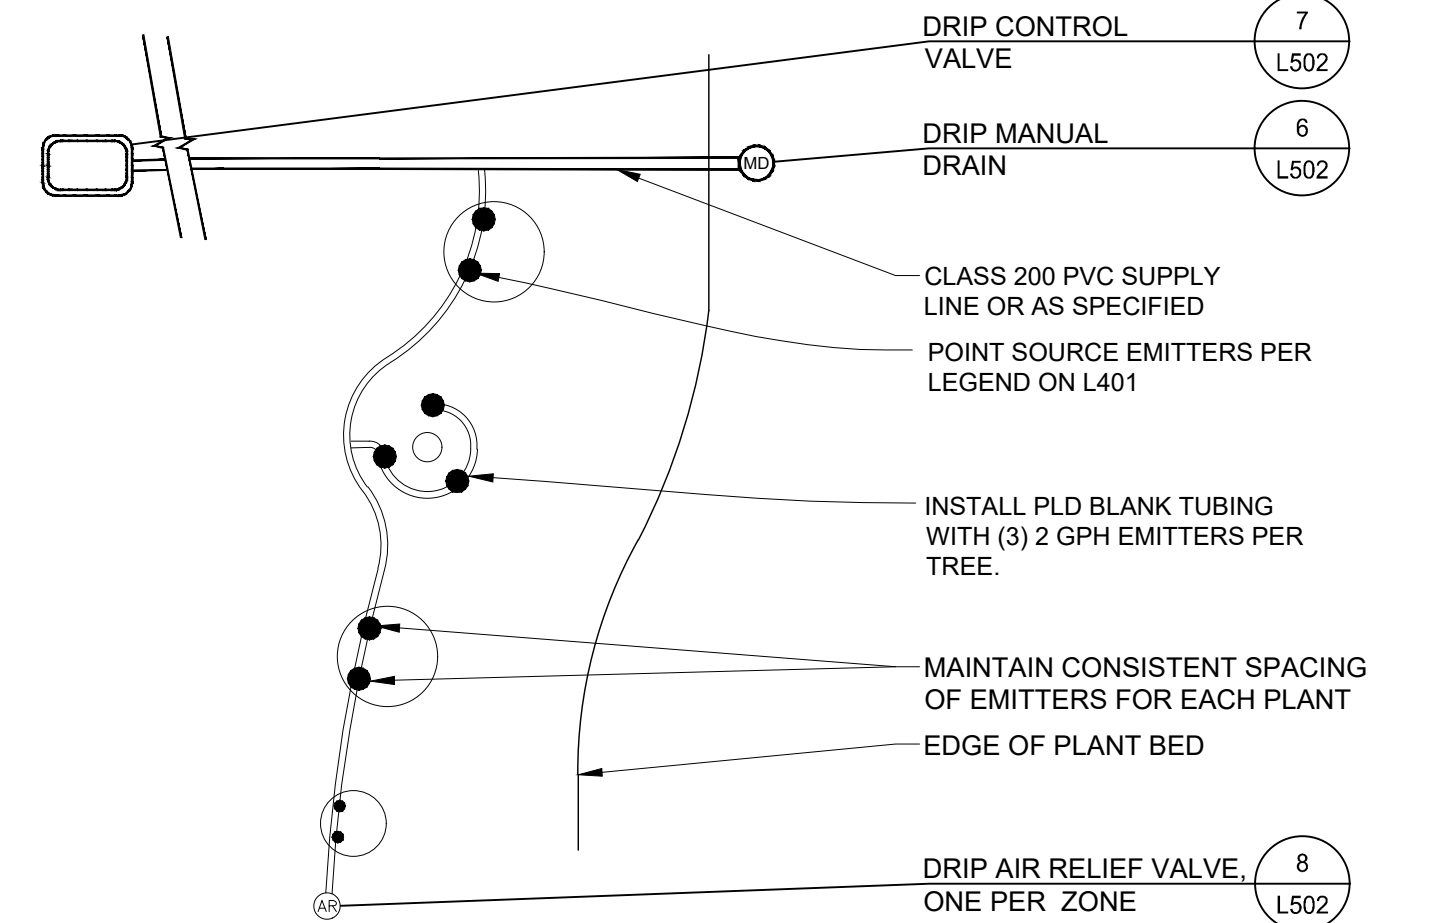 DRIP CONTROL
VALVE
7
L502
DRIP MANUAL
DRAIN
6
L502
MD
CLASS 200 PVC SUPPLY
LINE OR AS SPECIFIED
POINT SOURCE EMITTERS PER
LEGEND ON L401
INSTALL PLD BLANK TUBING
WITH (3) 2 GPH EMITTERS PER
TREE.
MAINTAIN CONSISTENT SPACING
OF EMITTERS FOR EACH PLANT
EDGE OF PLANT BED
DRIP AIR RELIEF VALVE,
ONE PER ZONE
8
L502
AR